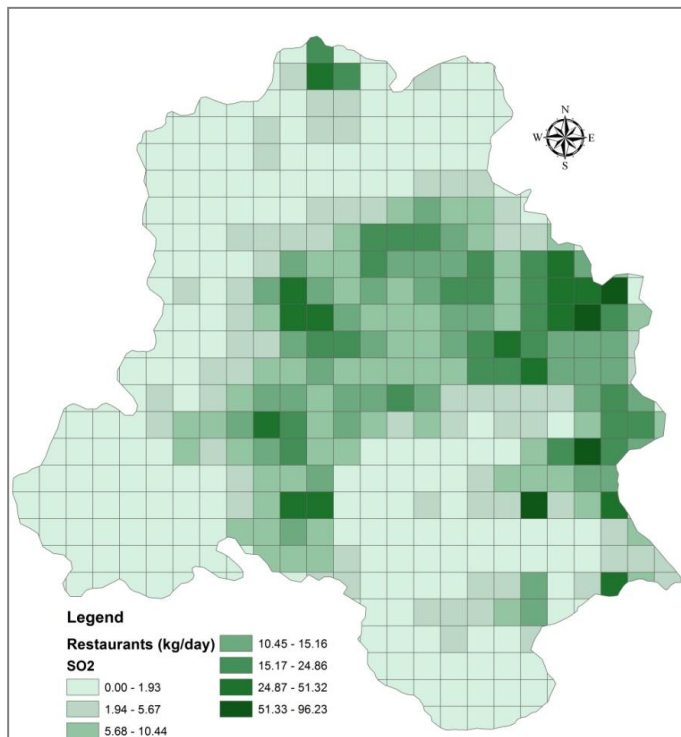 N
W E
S
Legend
Restaurants (kg/day)
SO2
0.00 - 1.93
1.94 - 5.67
5.68 - 10.44
10.45 - 15.16
15.17 - 24.86
24.87 - 51.32
51.33 - 96.23